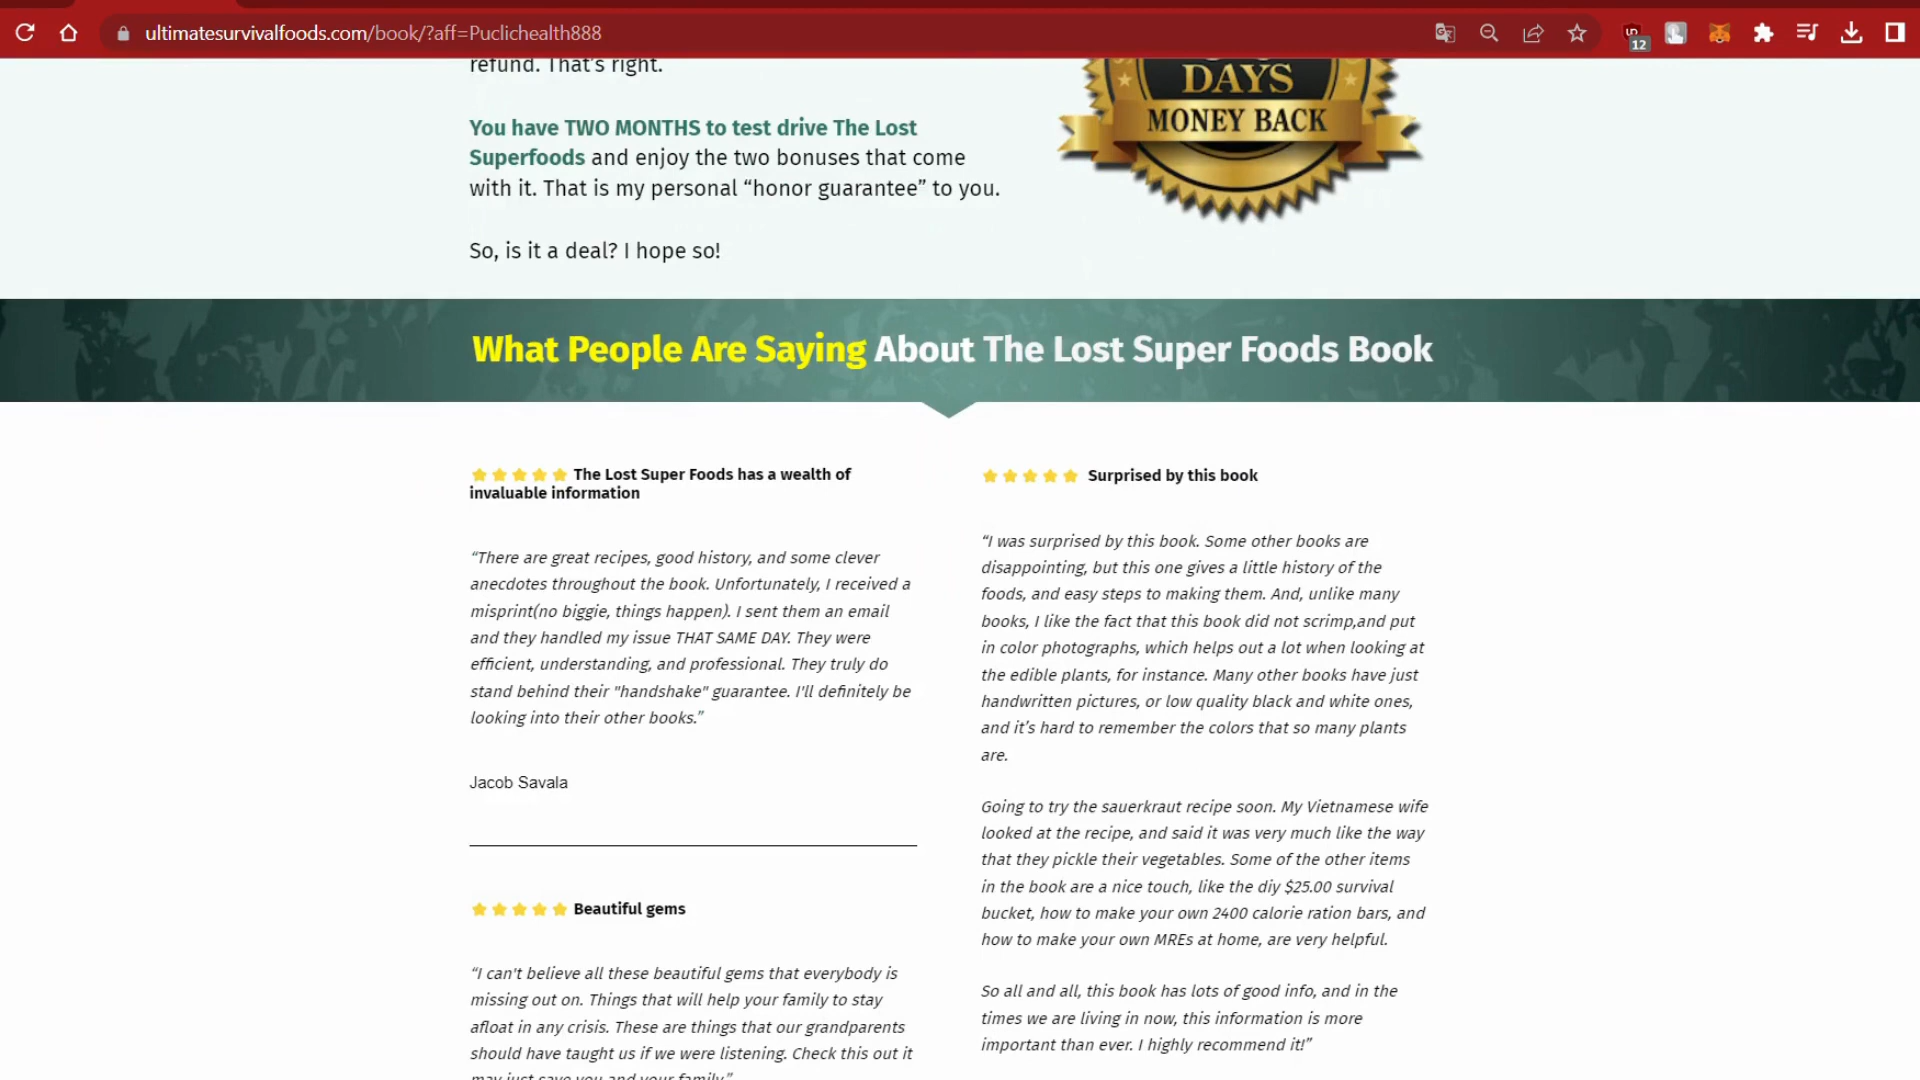 ultimatesurvivalfoods.com/book/?aff=Puclichealth888
12
refund. That's right.
You have TWO MONTHS to test drive The Lost
Superfoods and enjoy the two bonuses that come
with it. That is my personal “honor guarantee” to you.
So, is it a deal? I hope so!
DAYS
MONEY BACK
What People Are Saying About The Lost Super Foods Book
The Lost Super Foods has a wealth of
invaluable information
“There are great recipes, good history, and some clever
anecdotes throughout the book. Unfortunately, I received a
misprint(no biggie, things happen). I sent them an email
and they handled my issue THAT SAME DAY. They were
efficient, understanding, and professional. They truly do
stand behind their "handshake" guarantee. I'll definitely be
looking into their other books.”
Jacob Savala
Beautiful gems
“I can't believe all these beautiful gems that everybody is
missing out on. Things that will help your family to stay
afloat in any crisis. These are things that our grandparents
should have taught us if we were listening. Check this out it
may just save you and your family.”
Surprised by this book
“I was surprised by this book. Some other books are
disappointing, but this one gives a little history of the
foods, and easy steps to making them. And, unlike many
books, I like the fact that this book did not scrimp,and put
in color photographs, which helps out a lot when looking at
the edible plants, for instance. Many other books have just
handwritten pictures, or low quality black and white ones,
and it’s hard to remember the colors that so many plants
are.
Going to try the sauerkraut recipe soon. My Vietnamese wife
looked at the recipe, and said it was very much like the way
that they pickle their vegetables. Some of the other items
in the book are a nice touch, like the diy $25.00 survival
bucket, how to make your own 2400 calorie ration bars, and
how to make your own MREs at home, are very helpful.
So all and all, this book has lots of good info, and in the
times we are living in now, this information is more
important than ever. I highly recommend it!”